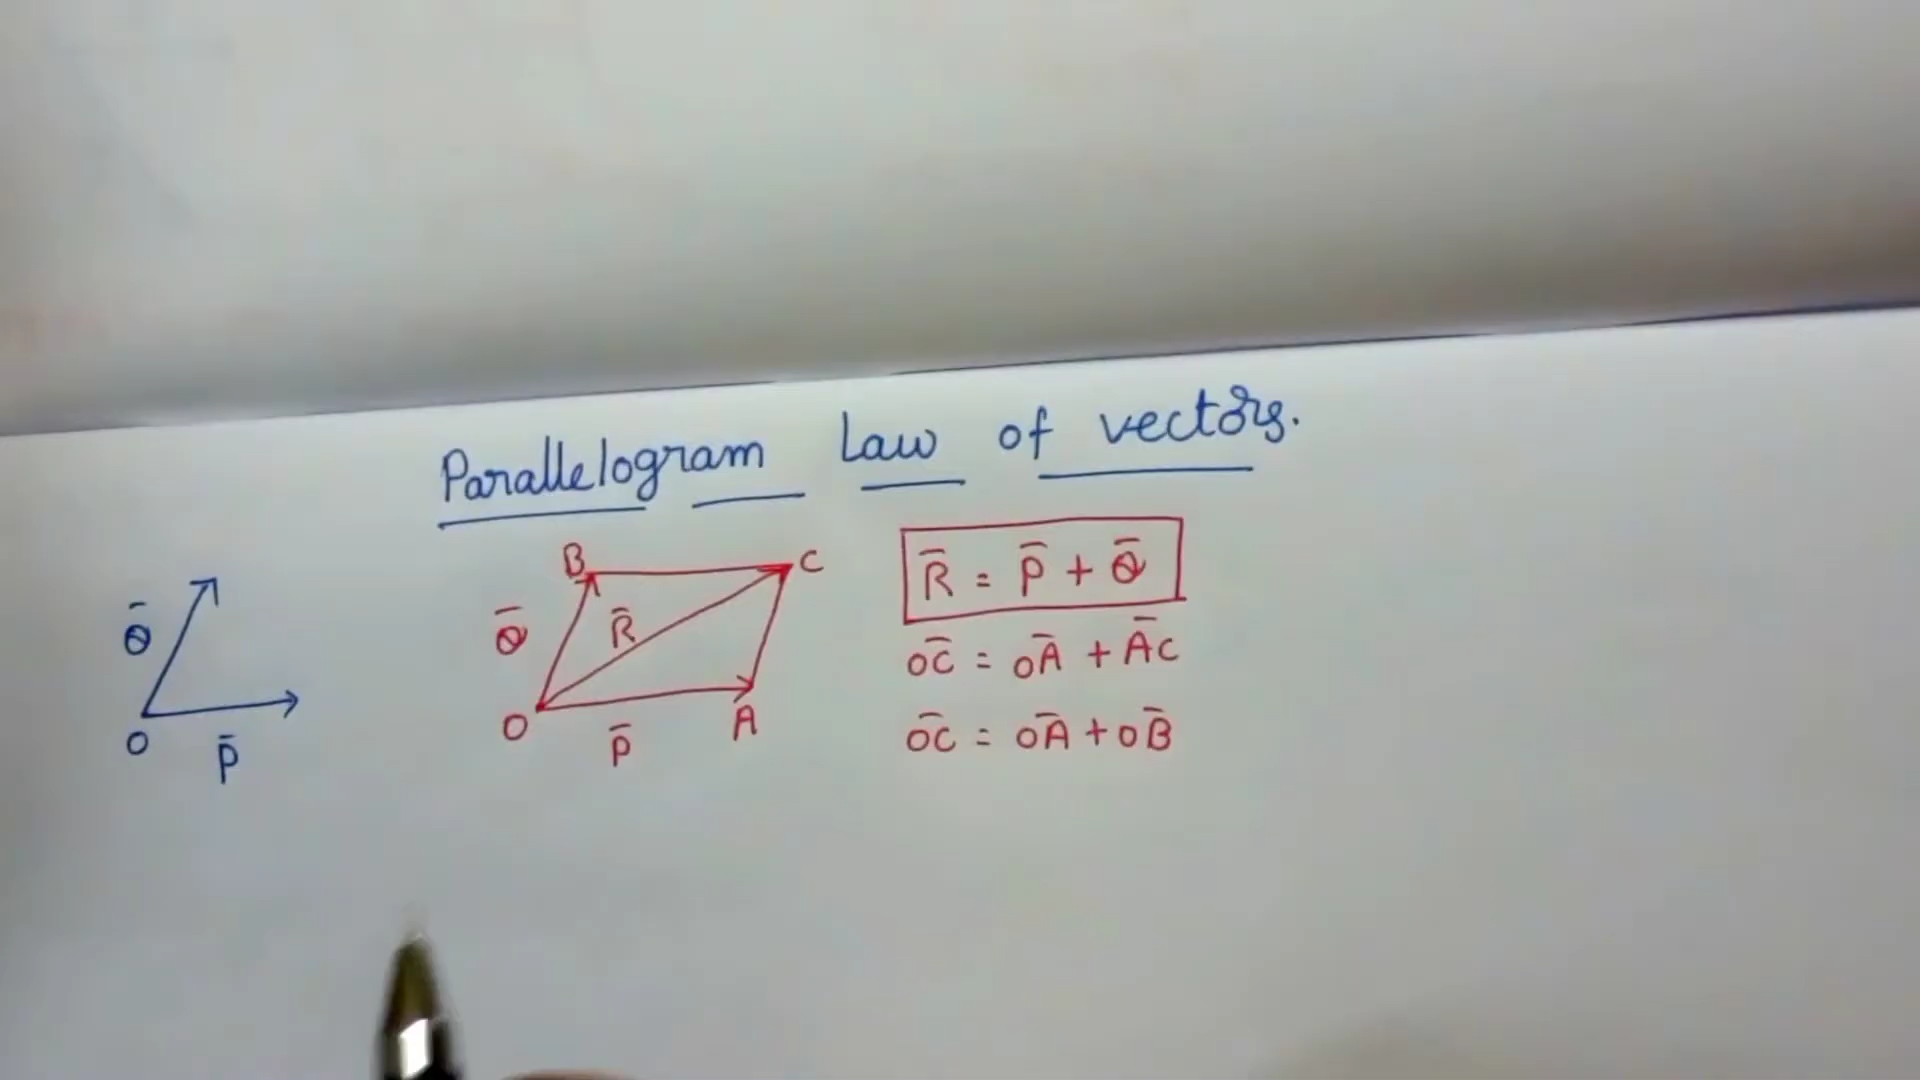 Parallelogram Law of vectors.
Q̄
O
P̄
B
C
Q̄
R̄
O
P̄
A
R̄ = P̄ + Q̄
OC̄ = OĀ + ĀC
OC̄ = OĀ + OB̄